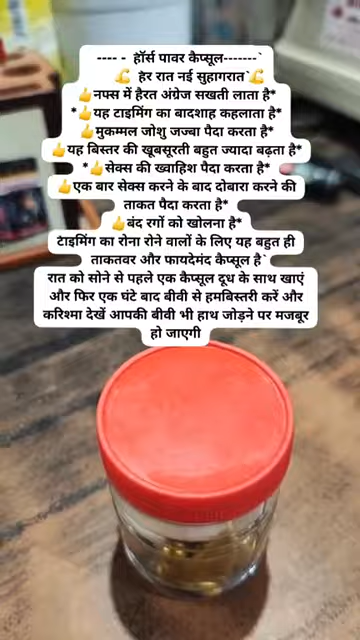 ---- - हॉर्स पावर कैप्सूल-------`
💪 हेर रात नई सुहागरात`💪
👍नफ्स में हैरत अंग्रेज सखती लाता है*
*👍यह टाइमिंग का बादशाह कहलाता है*
👍मुकम्मल जोशु जज्बा पैदा करता है*
👍यह बिस्तर की खूबसूरती बहुत ज्यादा बढ़ता है*
*👍सेक्स की ख्वाहिश पैदा करता है*
👍एक बार सेक्स करने के बाद दोबारा करने की
ताकत पैदा करता है*
👍बंद रगों को खोलना है*
टाइमिंग का रोना रोने वालों के लिए यह बहुत ही
ताकतवर और फायदेमंद कैप्सूल है`
रात को सोने से पहले एक कैप्सूल दूध के साथ खाएं
और फिर एक घंटे बाद बीवी से हमबिस्तरी करें और
करिश्मा देखें आपकी बीवी भी हाथ जोड़ने पर मजबूर
हो जाएगी